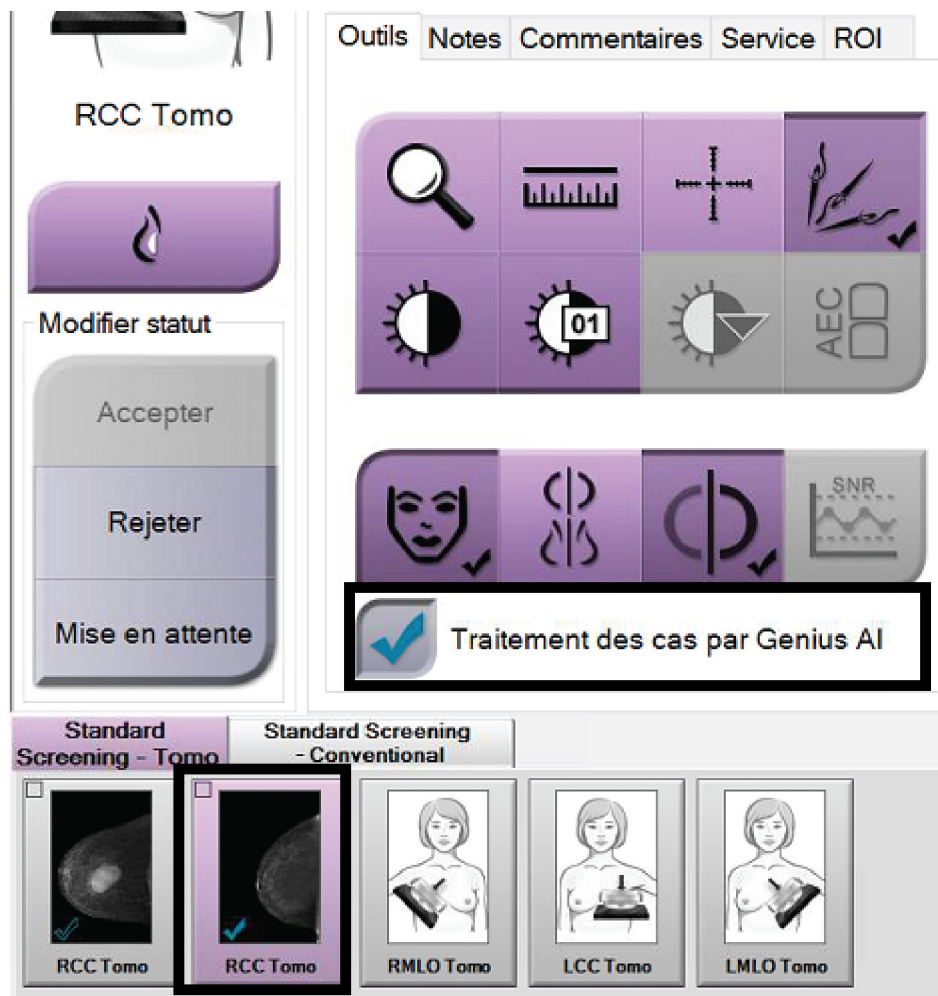 RCC Tomo
Modifier statut
Accepter
Rejeter
Mise en attente
Outils Notes Commentaires Service ROI
01
AEC
SNR
Traitement des cas par Genius AI
Standard
Screening - Tomo
Standard Screening
- Conventional
RCC Tomo
RCC Tomo
RMLO Tomo
LCC Tomo
LMLO Tomo